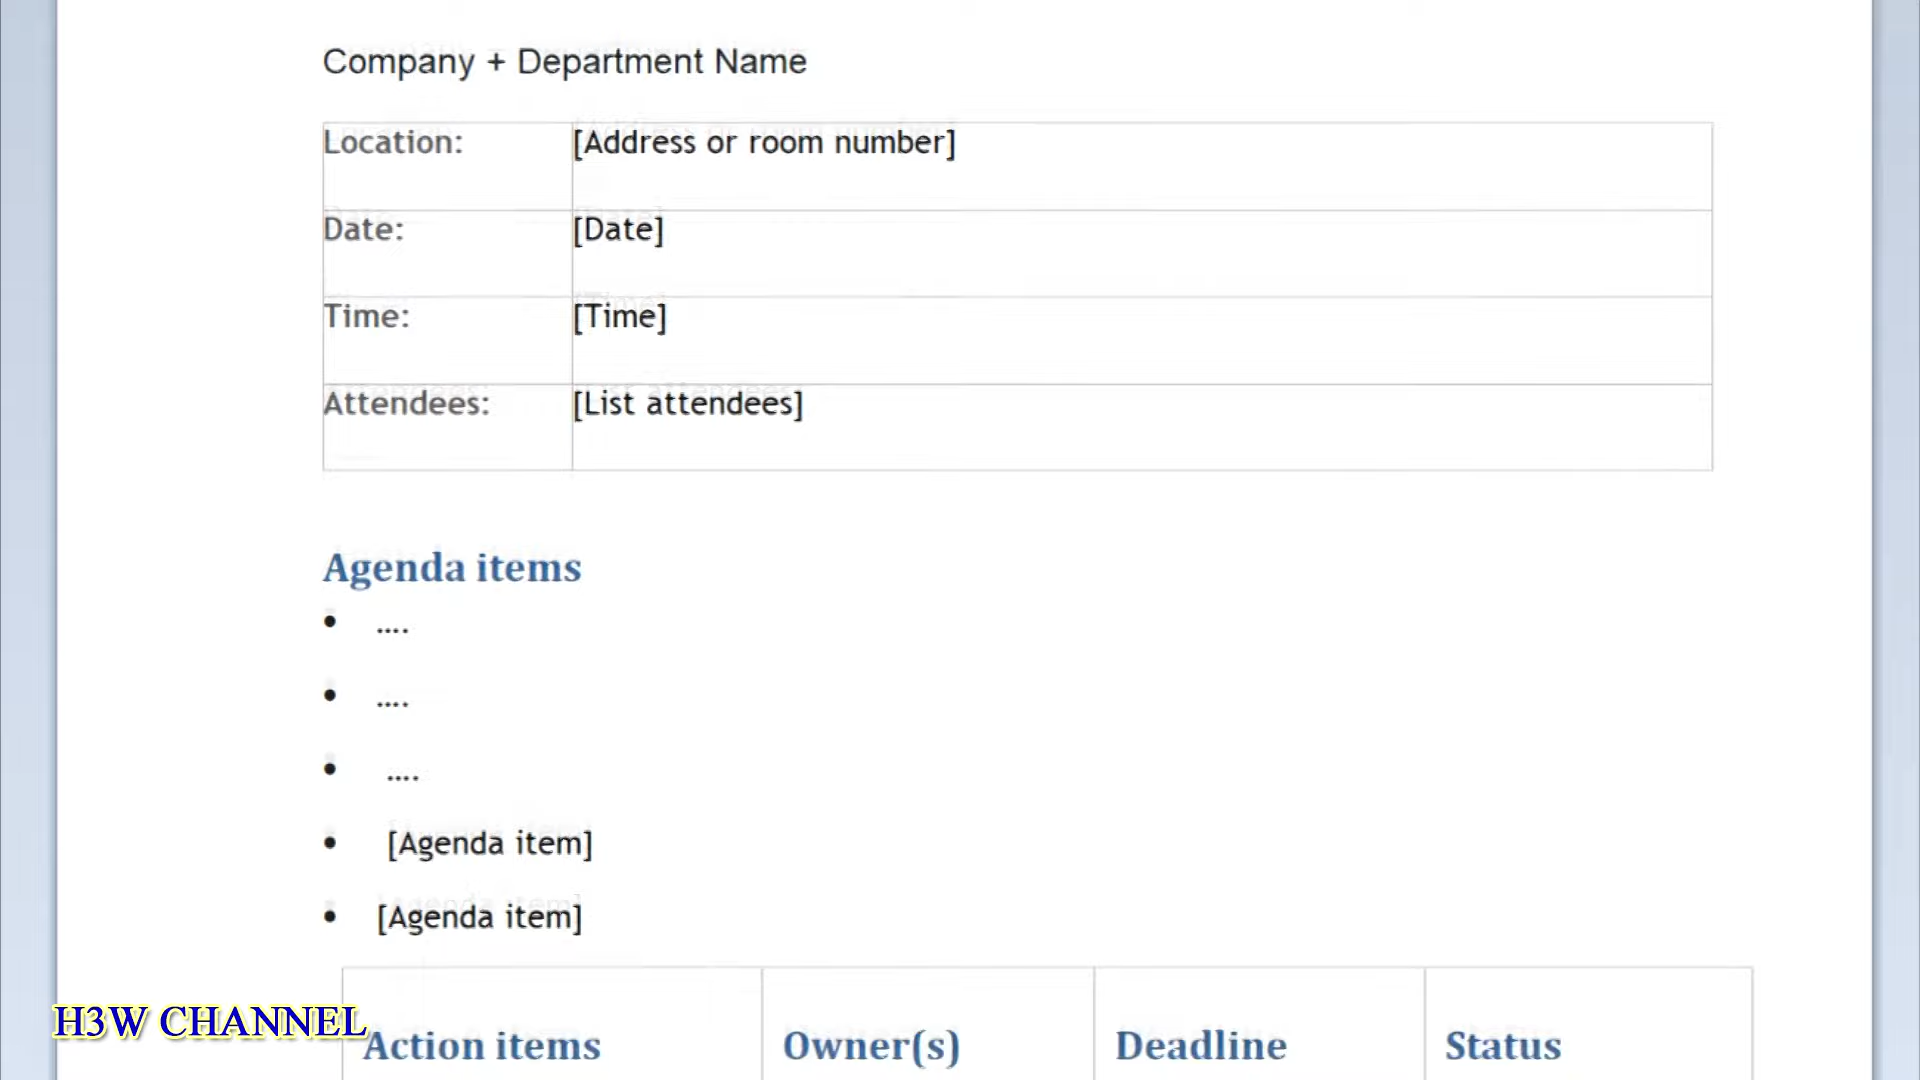 Company + Department Name
Location: [Address or room number]
Date: [Date]
Time: [Time]
Attendees: [List attendees]
Agenda items
• ....
• ....
• ....
• [Agenda item]
• [Agenda item]
Action items Owner(s) Deadline Status
H3W CHANNEL